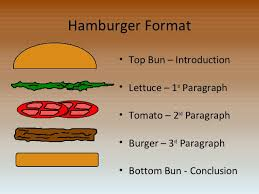 Hamburger Format
• Top Bun – Introduction
• Lettuce – 1st Paragraph
• Tomato – 2nd Paragraph
• Burger – 3rd Paragraph
• Bottom Bun - Conclusion